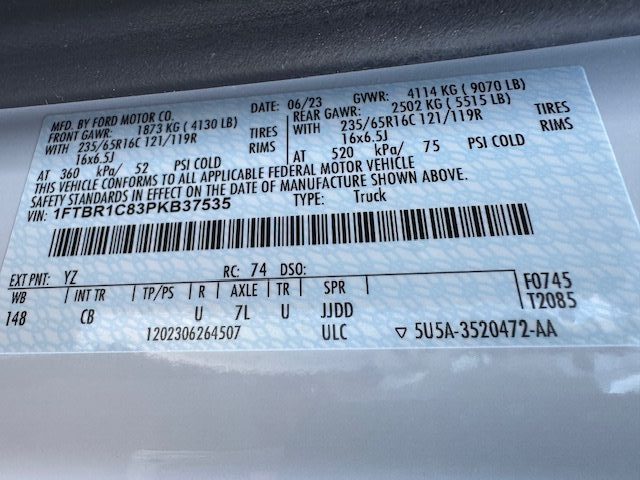 MFD. BY FORD MOTOR CO. DATE: 06/23 GVWR: 4114 KG ( 9070 LB)
FRONT GAWR: 1873 KG ( 4130 LB) REAR GAWR: 2502 KG ( 5515 LB)
WITH 235/65R16C 121/119R TIRES WITH 235/65R16C 121/119R TIRES
16x6.5J RIMS 16x6.5J RIMS
AT 360 kPa/ 52 PSI COLD AT 520 kPa/ 75 PSI COLD
THIS VEHICLE CONFORMS TO ALL APPLICABLE FEDERAL MOTOR VEHICLE
SAFETY STANDARDS IN EFFECT ON THE DATE OF MANUFACTURE SHOWN ABOVE.
VIN: 1FTBR1C83PKB37535 TYPE: Truck
EXT PNT: YZ RC: 74 DSO:
WB INT TR TP/PS R AXLE TR SPR F0745
148 CB U 7L U JJDD T2085
1202306264507 ULC ▽ 5U5A-3520472-AA